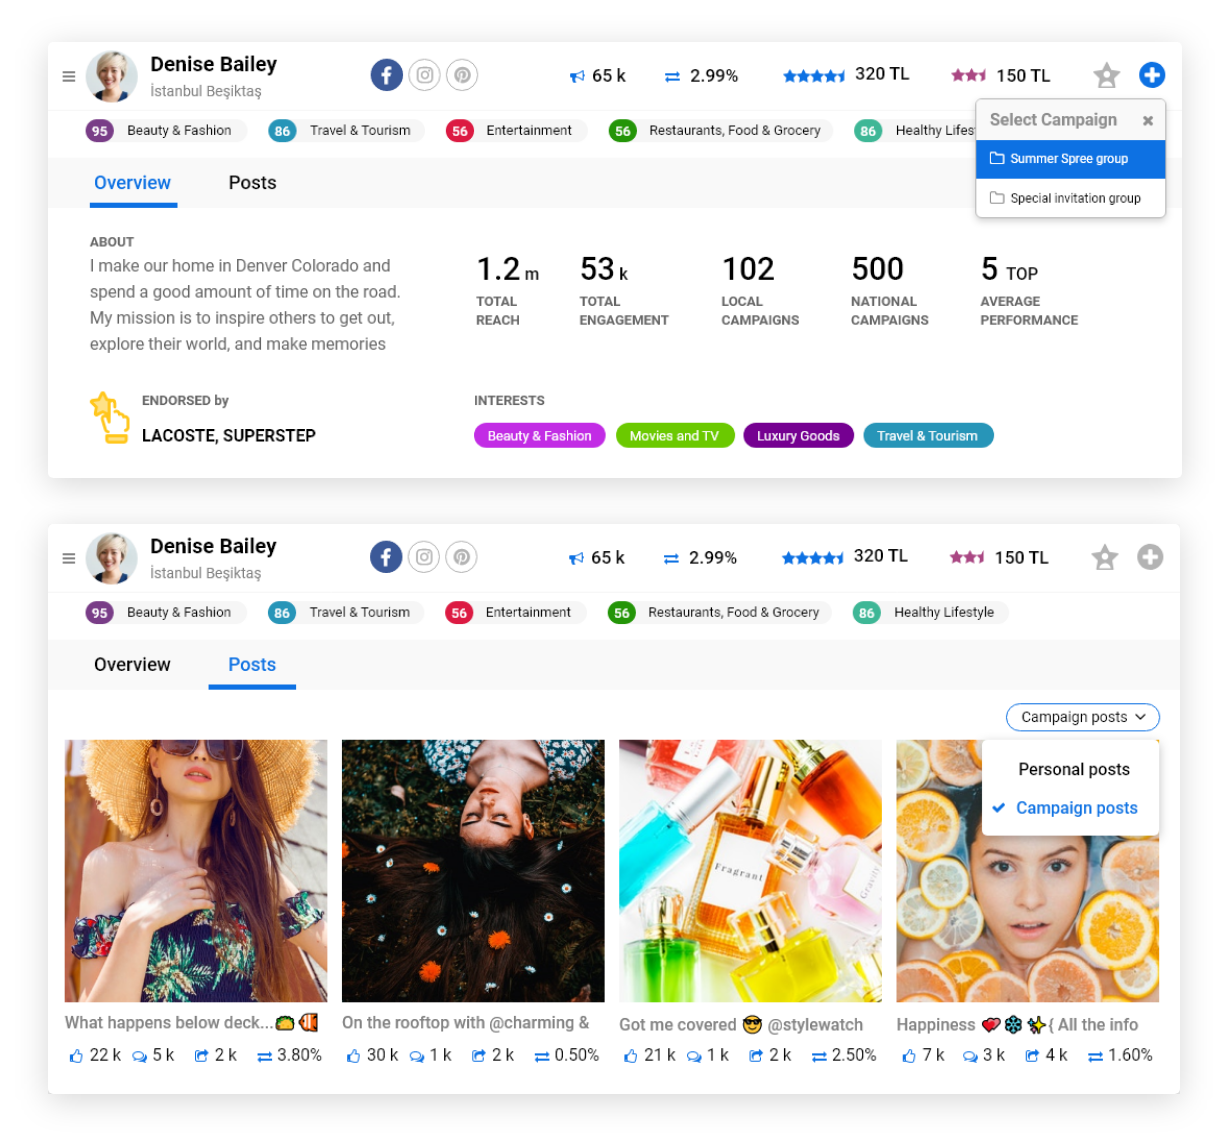 Denise Bailey
İstanbul Beşiktaş
65 k
2.99%
320 TL
150 TL
95 Beauty & Fashion
86 Travel & Tourism
56 Entertainment
56 Restaurants, Food & Grocery
86 Healthy Lifes
Select Campaign
Summer Spree group
Special invitation group
Overview
Posts
ABOUT
I make our home in Denver Colorado and
spend a good amount of time on the road.
My mission is to inspire others to get out,
explore their world, and make memories
1.2 m
TOTAL
REACH
53 k
TOTAL
ENGAGEMENT
102
LOCAL
CAMPAIGNS
500
NATIONAL
CAMPAIGNS
5 TOP
AVERAGE
PERFORMANCE
ENDORSED by
LACOSTE, SUPERSTEP
INTERESTS
Beauty & Fashion
Movies and TV
Luxury Goods
Travel & Tourism
Denise Bailey
İstanbul Beşiktaş
65 k
2.99%
320 TL
150 TL
95 Beauty & Fashion
86 Travel & Tourism
56 Entertainment
56 Restaurants, Food & Grocery
86 Healthy Lifestyle
Overview
Posts
Campaign posts
Personal posts
Campaign posts
Fragrant
Gravity
What happens below deck...🌮🐠
22 k 5 k 2 k 3.80%
On the rooftop with @charming &
30 k 1 k 2 k 0.50%
Got me covered 😎 @stylewatch
21 k 1 k 2 k 2.50%
Happiness 💝❄️✨{ All the info
7 k 3 k 4 k 1.60%